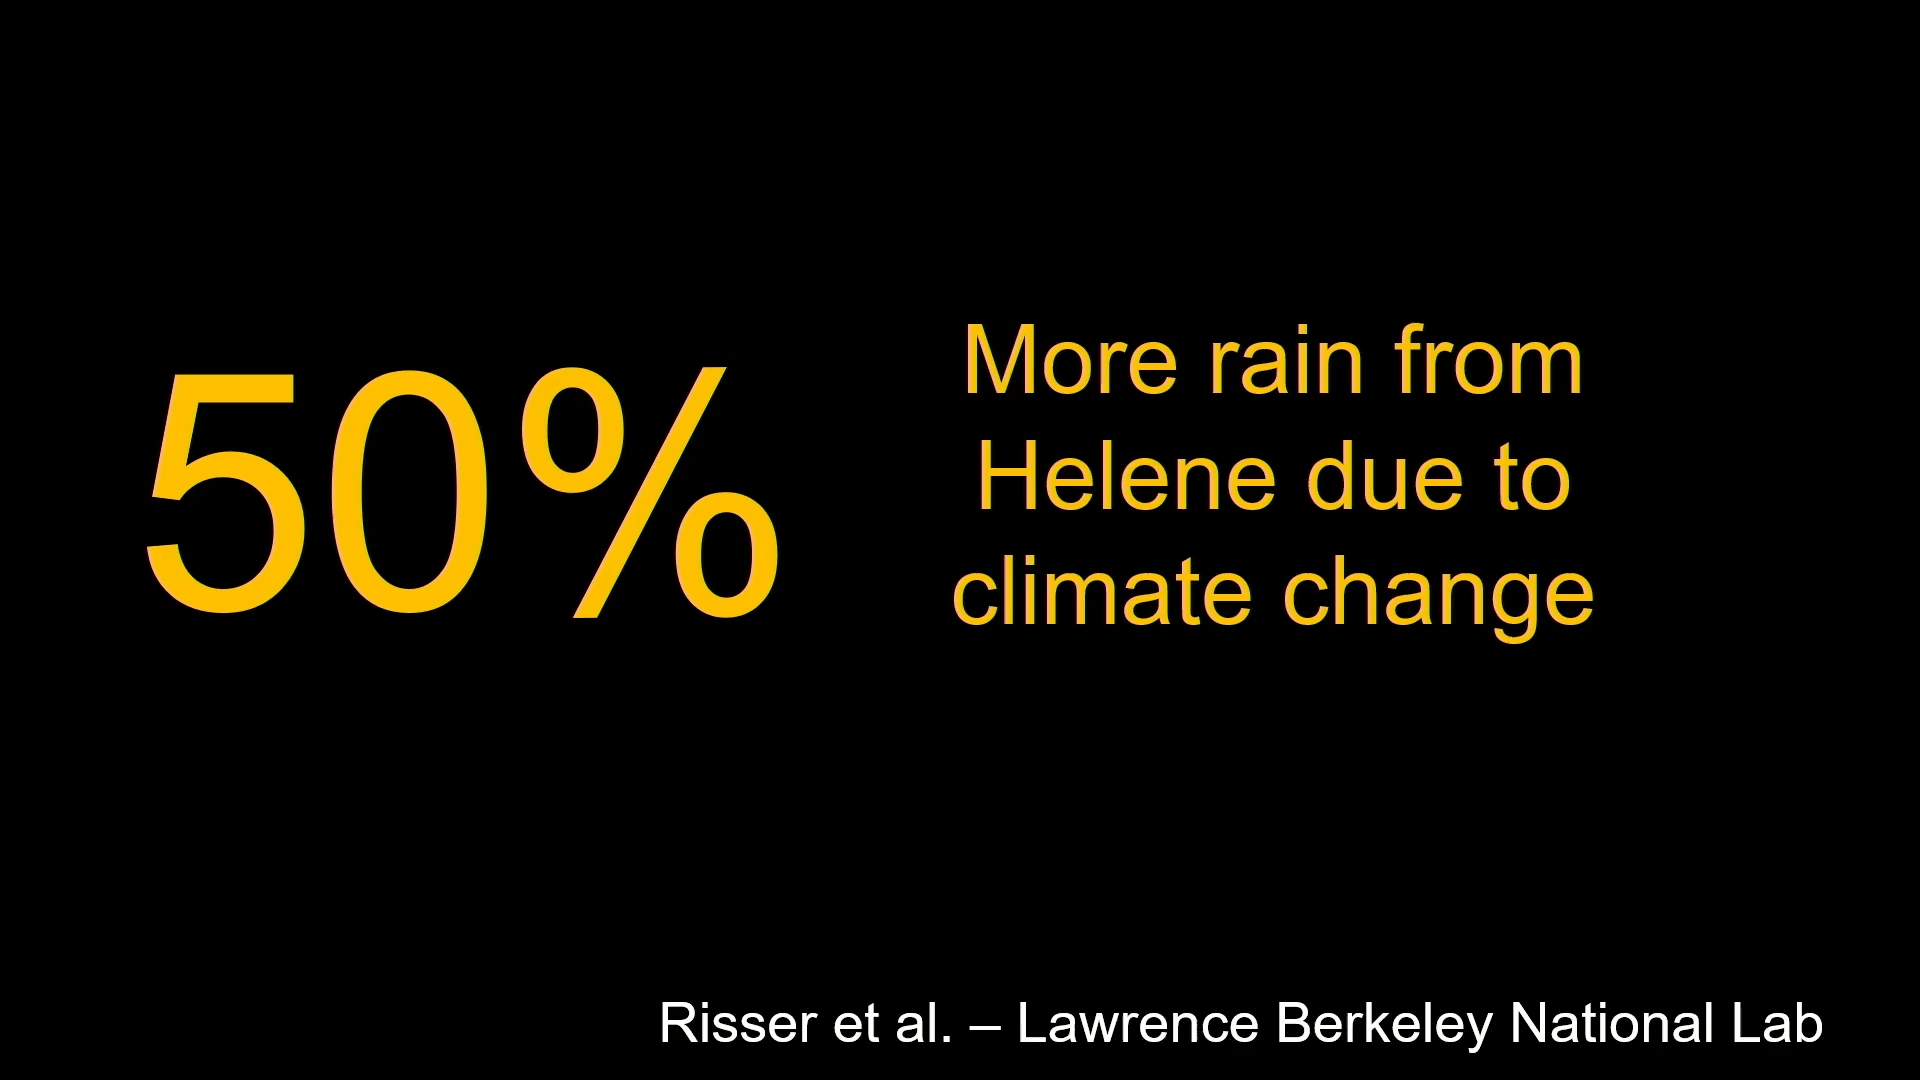 50%
More rain from
Helene due to
climate change
Risser et al. – Lawrence Berkeley National Lab